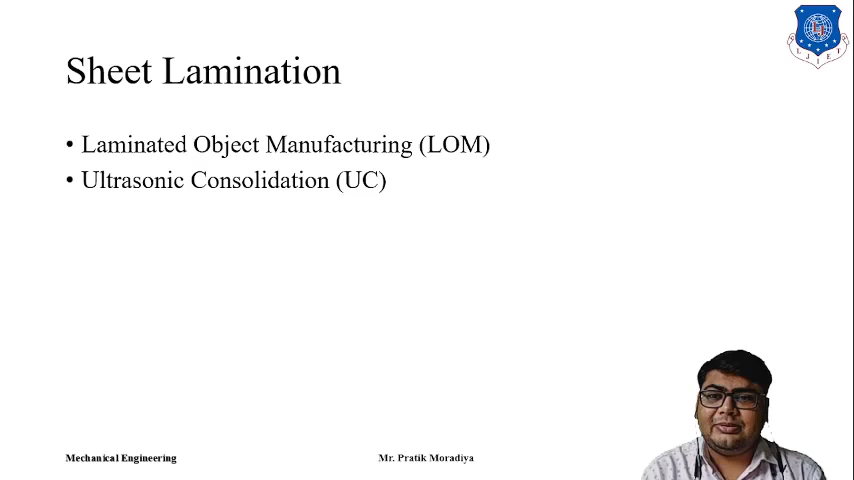 Sheet Lamination
• Laminated Object Manufacturing (LOM)
• Ultrasonic Consolidation (UC)
Mechanical Engineering
Mr. Pratik Moradiya
L J I E T